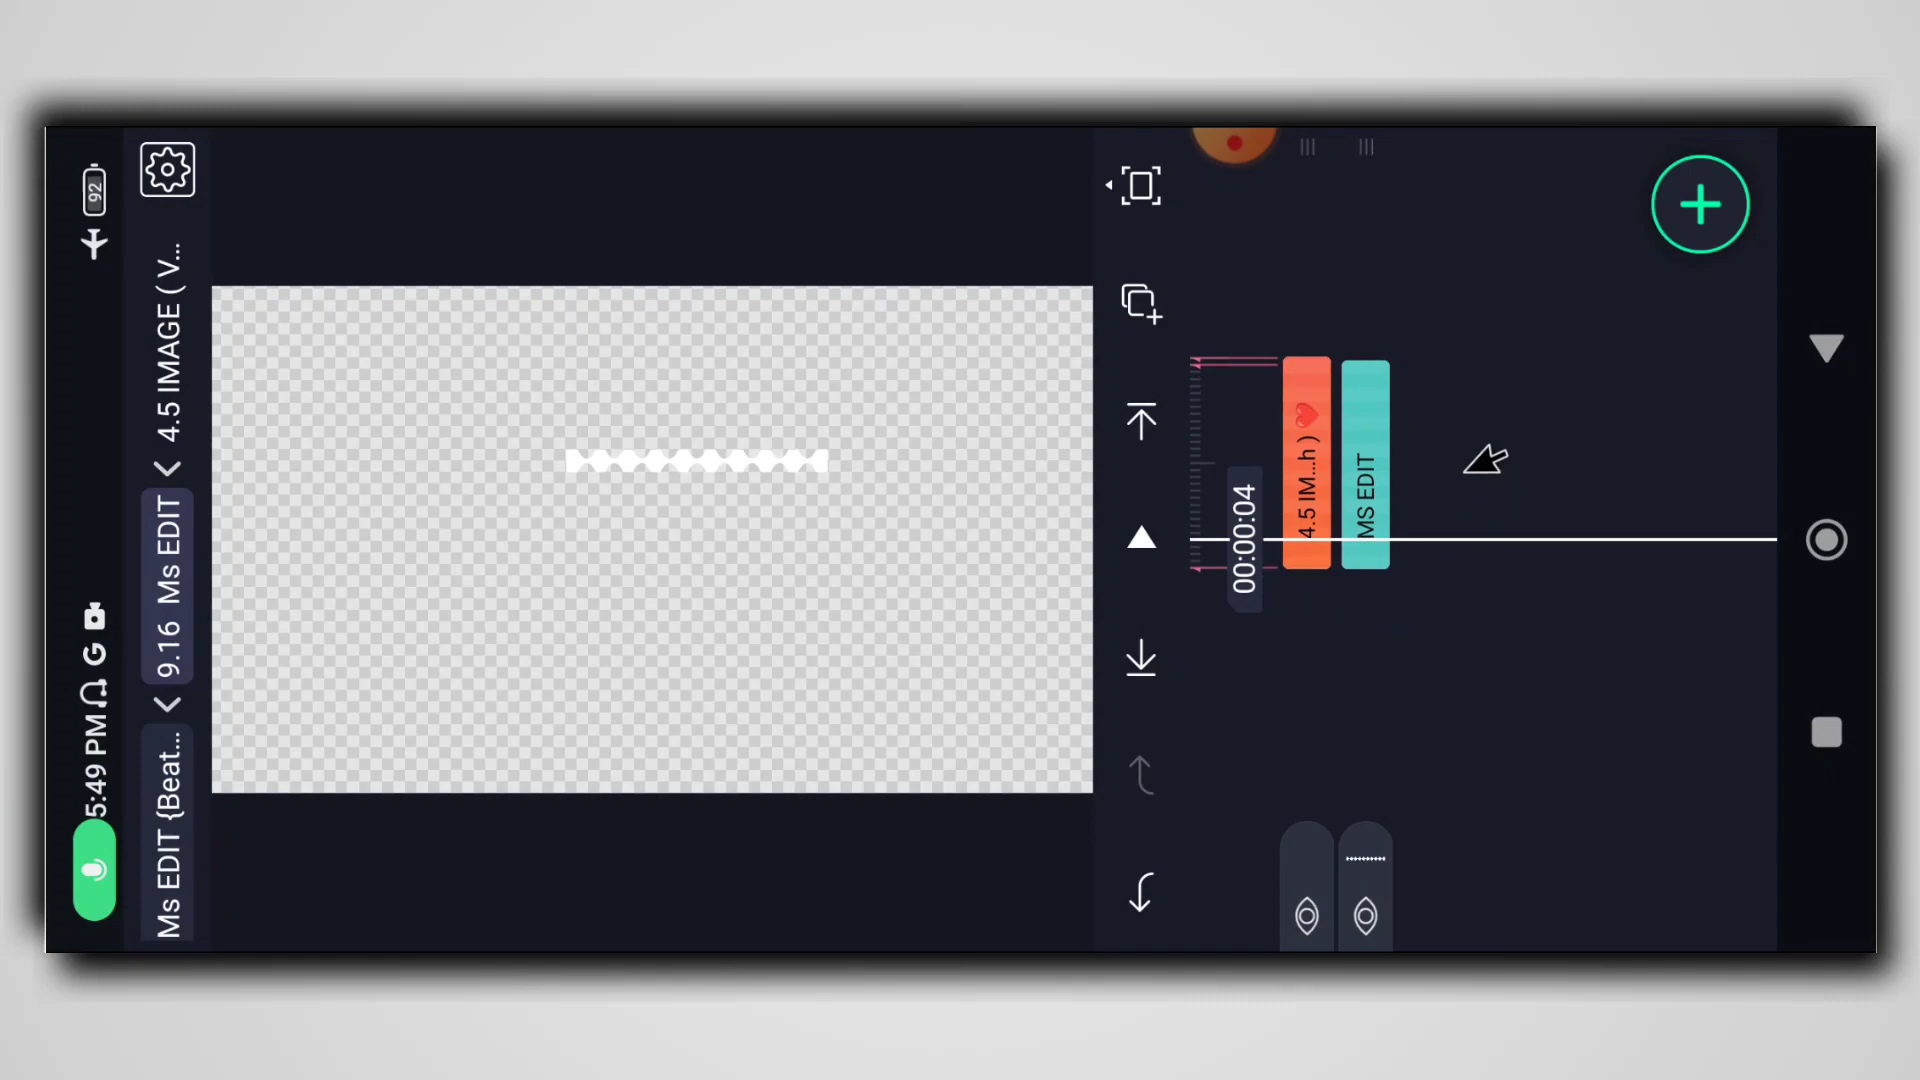 5:49 PM
G
92
Ms EDIT {Beat...
9.16 Ms EDIT
4.5 IMAGE ( V...
00:00:04
4.5 IM...h ) ❤️
MS EDIT